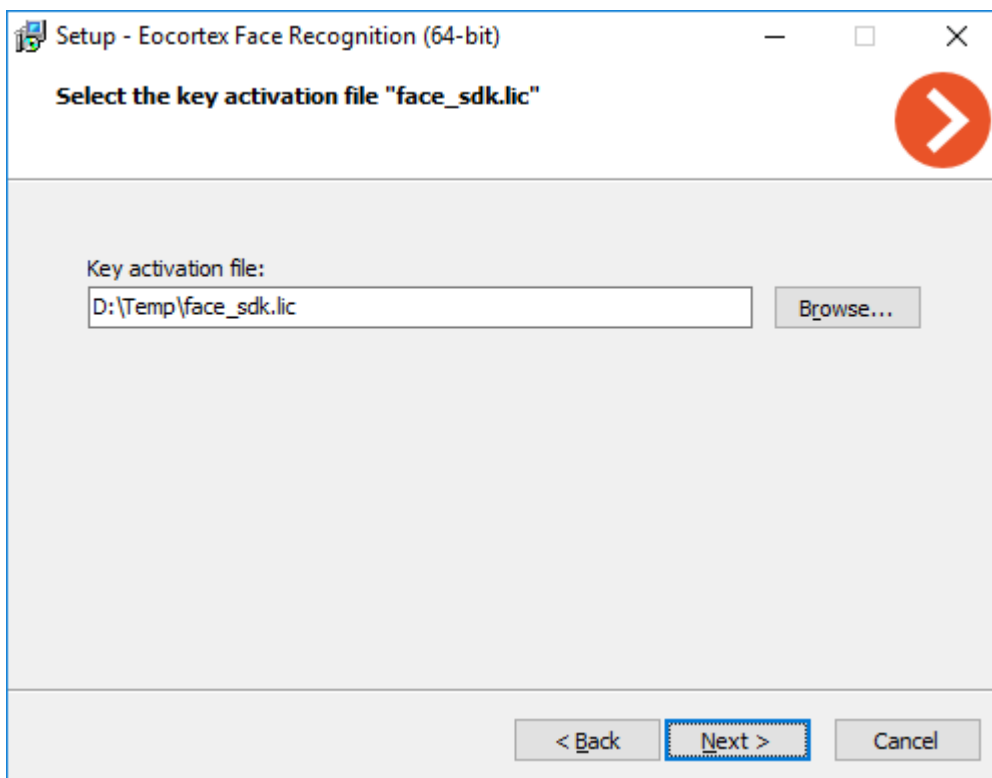 Setup - Eocortex Face Recognition (64-bit)
Select the key activation file "face_sdk.lic"
Key activation file:
D:\Temp\face_sdk.lic
Browse...
< Back
Next >
Cancel